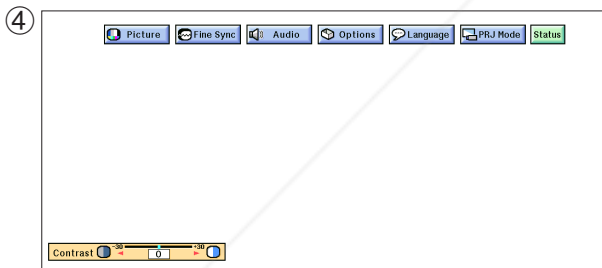 ④
Picture Fine Sync Audio Options Language PRJ Mode Status
Contrast -30 0 +30